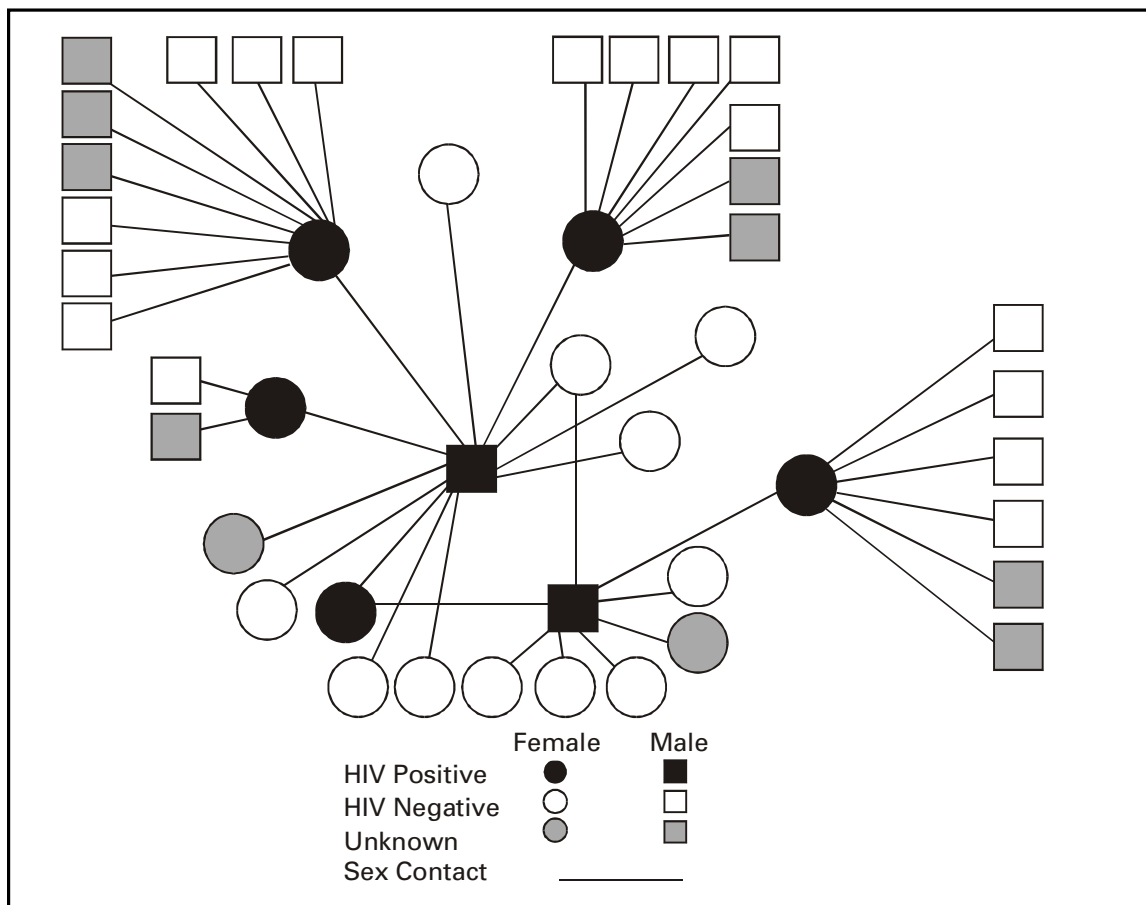 Female Male
HIV Positive
HIV Negative
Unknown
Sex Contact